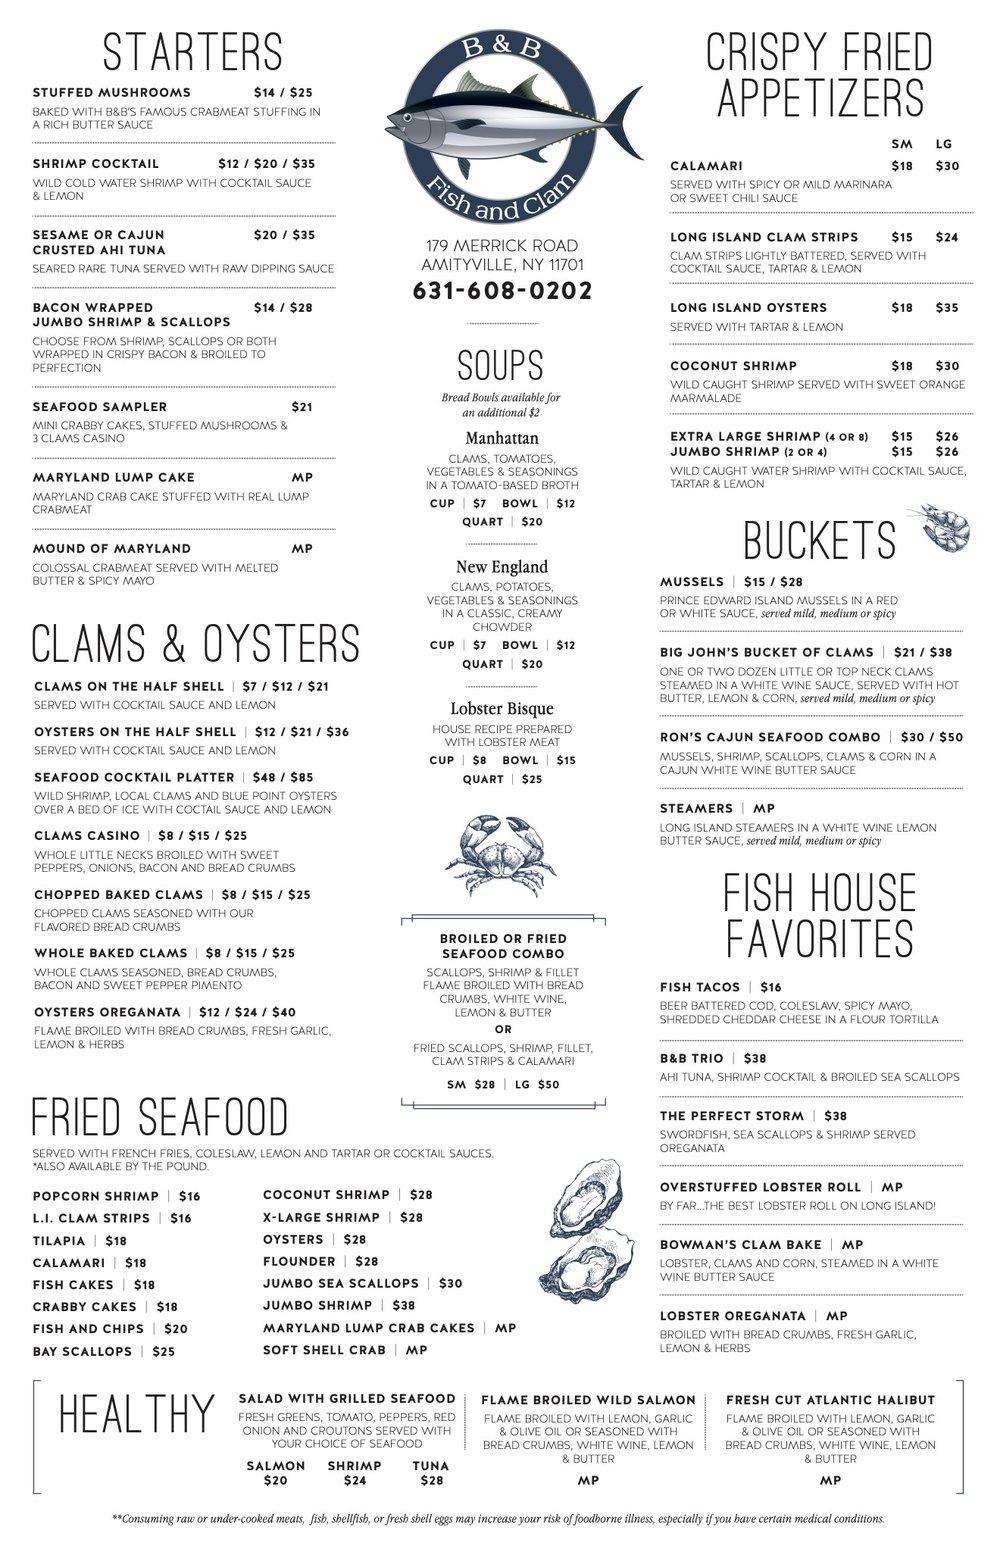 STARTERS
STUFFED MUSHROOMS $14 / $25
BAKED WITH B&B'S FAMOUS CRABMEAT STUFFING IN
A RICH BUTTER SAUCE
SHRIMP COCKTAIL $12 / $20 / $35
WILD COLD WATER SHRIMP WITH COCKTAIL SAUCE
& LEMON
SESAME OR CAJUN $20 / $35
CRUSTED AHI TUNA
SEARED RARE TUNA SERVED WITH RAW DIPPING SAUCE
BACON WRAPPED $14 / $28
JUMBO SHRIMP & SCALLOPS
CHOOSE FROM SHRIMP, SCALLOPS OR BOTH
WRAPPED IN CRISPY BACON & BROILED TO
PERFECTION
SEAFOOD SAMPLER $21
MINI CRABBY CAKES, STUFFED MUSHROOMS &
3 CLAMS CASINO
MARYLAND LUMP CAKE MP
MARYLAND CRAB CAKE STUFFED WITH REAL LUMP
CRABMEAT
MOUND OF MARYLAND MP
COLOSSAL CRABMEAT SERVED WITH MELTED
BUTTER & SPICY MAYO
CLAMS & OYSTERS
CLAMS ON THE HALF SHELL | $7 / $12 / $21
SERVED WITH COCKTAIL SAUCE AND LEMON
OYSTERS ON THE HALF SHELL | $12 / $21 / $36
SERVED WITH COCKTAIL SAUCE AND LEMON
SEAFOOD COCKTAIL PLATTER | $48 / $85
WILD SHRIMP, LOCAL CLAMS AND BLUE POINT OYSTERS
OVER A BED OF ICE WITH COCTAIL SAUCE AND LEMON
CLAMS CASINO | $8 / $15 / $25
WHOLE LITTLE NECKS BROILED WITH SWEET
PEPPERS, ONIONS, BACON AND BREAD CRUMBS
CHOPPED BAKED CLAMS | $8 / $15 / $25
CHOPPED CLAMS SEASONED WITH OUR
FLAVORED BREAD CRUMBS
WHOLE BAKED CLAMS | $8 / $15 / $25
WHOLE CLAMS SEASONED, BREAD CRUMBS,
BACON AND SWEET PEPPER PIMENTO
OYSTERS OREGANATA | $12 / $24 / $40
FLAME BROILED WITH BREAD CRUMBS, FRESH GARLIC,
LEMON & HERBS
B & B
Fish and Clam
179 MERRICK ROAD
AMITYVILLE, NY 11701
631-608-0202
SOUPS
Bread Bowls available for
an additional $2
Manhattan
CLAMS, TOMATOES,
VEGETABLES & SEASONINGS
IN A TOMATO-BASED BROTH
CUP | $7 BOWL | $12
QUART | $20
New England
CLAMS, POTATOES,
VEGETABLES & SEASONINGS
IN A CLASSIC, CREAMY
CHOWDER
CUP | $7 BOWL | $12
QUART | $20
Lobster Bisque
HOUSE RECIPE PREPARED
WITH LOBSTER MEAT
CUP | $8 BOWL | $15
QUART | $25
BROILED OR FRIED
SEAFOOD COMBO
SCALLOPS, SHRIMP & FILLET
FLAME BROILED WITH BREAD
CRUMBS, WHITE WINE,
LEMON & BUTTER
OR
FRIED SCALLOPS, SHRIMP, FILLET,
CLAM STRIPS & CALAMARI
SM $28 | LG $50
CRISPY FRIED
APPETIZERS
SM LG
CALAMARI $18 $30
SERVED WITH SPICY OR MILD MARINARA
OR SWEET CHILI SAUCE
LONG ISLAND CLAM STRIPS $15 $24
CLAM STRIPS LIGHTLY BATTERED, SERVED WITH
COCKTAIL SAUCE, TARTAR & LEMON
LONG ISLAND OYSTERS $18 $35
SERVED WITH TARTAR & LEMON
COCONUT SHRIMP $18 $30
WILD CAUGHT SHRIMP SERVED WITH SWEET ORANGE
MARMALADE
EXTRA LARGE SHRIMP (4 OR 8) $15 $26
JUMBO SHRIMP (2 OR 4) $15 $26
WILD CAUGHT WATER SHRIMP WITH COCKTAIL SAUCE,
TARTAR & LEMON
BUCKETS
MUSSELS | $15 / $28
PRINCE EDWARD ISLAND MUSSELS IN A RED
OR WHITE SAUCE, served mild, medium or spicy
BIG JOHN'S BUCKET OF CLAMS | $21 / $38
ONE OR TWO DOZEN LITTLE OR TOP NECK CLAMS
STEAMED IN A WHITE WINE SAUCE, SERVED WITH HOT
BUTTER, LEMON & CORN, served mild, medium or spicy
RON'S CAJUN SEAFOOD COMBO | $30 / $50
MUSSELS, SHRIMP, SCALLOPS, CLAMS & CORN IN A
CAJUN WHITE WINE BUTTER SAUCE
STEAMERS | MP
LONG ISLAND STEAMERS IN A WHITE WINE LEMON
BUTTER SAUCE, served mild, medium or spicy
FISH HOUSE
FAVORITES
FISH TACOS | $16
BEER BATTERED COD, COLESLAW, SPICY MAYO,
SHREDDED CHEDDAR CHEESE IN A FLOUR TORTILLA
B&B TRIO | $38
AHI TUNA, SHRIMP COCKTAIL & BROILED SEA SCALLOPS
THE PERFECT STORM | $38
SWORDFISH, SEA SCALLOPS & SHRIMP SERVED
OREGANATA
OVERSTUFFED LOBSTER ROLL | MP
BY FAR...THE BEST LOBSTER ROLL ON LONG ISLAND!
BOWMAN'S CLAM BAKE | MP
LOBSTER, CLAMS AND CORN, STEAMED IN A WHITE
WINE BUTTER SAUCE
LOBSTER OREGANATA | MP
BROILED WITH BREAD CRUMBS, FRESH GARLIC,
LEMON & HERBS
FRIED SEAFOOD
SERVED WITH FRENCH FRIES, COLESLAW, LEMON AND TARTAR OR COCKTAIL SAUCES.
*ALSO AVAILABLE BY THE POUND.
POPCORN SHRIMP | $16
L.I. CLAM STRIPS | $16
TILAPIA | $18
CALAMARI | $18
FISH CAKES | $18
CRABBY CAKES | $18
FISH AND CHIPS | $20
BAY SCALLOPS | $25
COCONUT SHRIMP | $28
X-LARGE SHRIMP | $28
OYSTERS | $28
FLOUNDER | $28
JUMBO SEA SCALLOPS | $30
JUMBO SHRIMP | $38
MARYLAND LUMP CRAB CAKES | MP
SOFT SHELL CRAB | MP
HEALTHY
SALAD WITH GRILLED SEAFOOD
FRESH GREENS, TOMATO, PEPPERS, RED
ONION AND CROUTONS SERVED WITH
YOUR CHOICE OF SEAFOOD
SALMON SHRIMP TUNA
$20 $24 $28
FLAME BROILED WILD SALMON
FLAME BROILED WITH LEMON, GARLIC
& OLIVE OIL OR SEASONED WITH
BREAD CRUMBS, WHITE WINE, LEMON
& BUTTER
MP
FRESH CUT ATLANTIC HALIBUT
FLAME BROILED WITH LEMON, GARLIC
& OLIVE OIL OR SEASONED WITH
BREAD CRUMBS, WHITE WINE, LEMON
& BUTTER
MP
**Consuming raw or under-cooked meats, fish, shellfish, or fresh shell eggs may increase your risk of foodborne illness, especially if you have certain medical conditions.